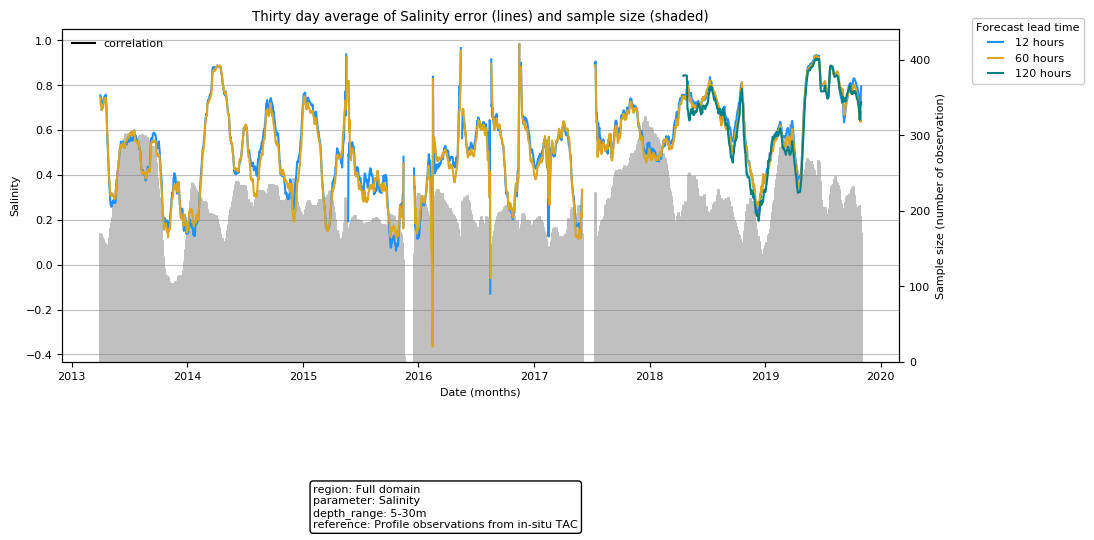 Thirty day average of Salinity error (lines) and sample size (shaded)
Forecast lead time
12 hours
60 hours
120 hours
correlation
1.0
0.8
0.6
0.4
0.2
0.0
−0.2
−0.4
Salinity
400
300
200
100
0
Sample size (number of observation)
2013 2014 2015 2016 2017 2018 2019 2020
Date (months)
region: Full domain
parameter: Salinity
depth_range: 5-30m
reference: Profile observations from in-situ TAC